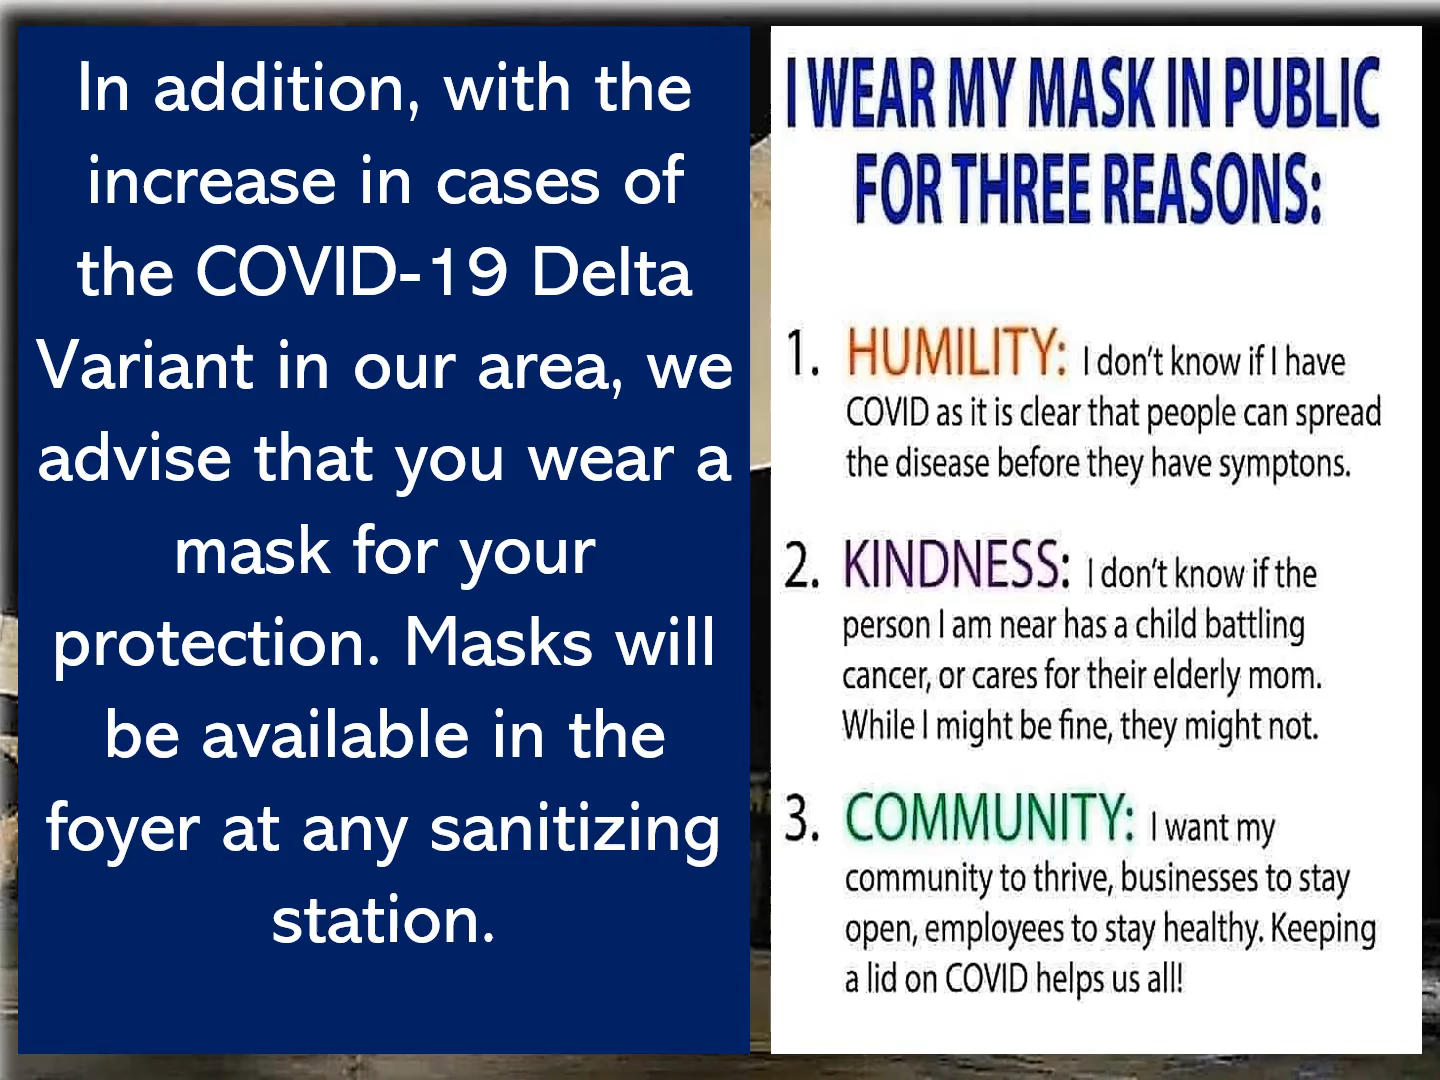 In addition, with the
increase in cases of
the COVID-19 Delta
Variant in our area, we
advise that you wear a
mask for your
protection. Masks will
be available in the
foyer at any sanitizing
station.
I WEAR MY MASK IN PUBLIC
FOR THREE REASONS:
1. HUMILITY: I don't know if I have
COVID as it is clear that people can spread
the disease before they have symptons.
2. KINDNESS: I don't know if the
person I am near has a child battling
cancer, or cares for their elderly mom.
While I might be fine, they might not.
3. COMMUNITY: I want my
community to thrive, businesses to stay
open, employees to stay healthy. Keeping
a lid on COVID helps us all!